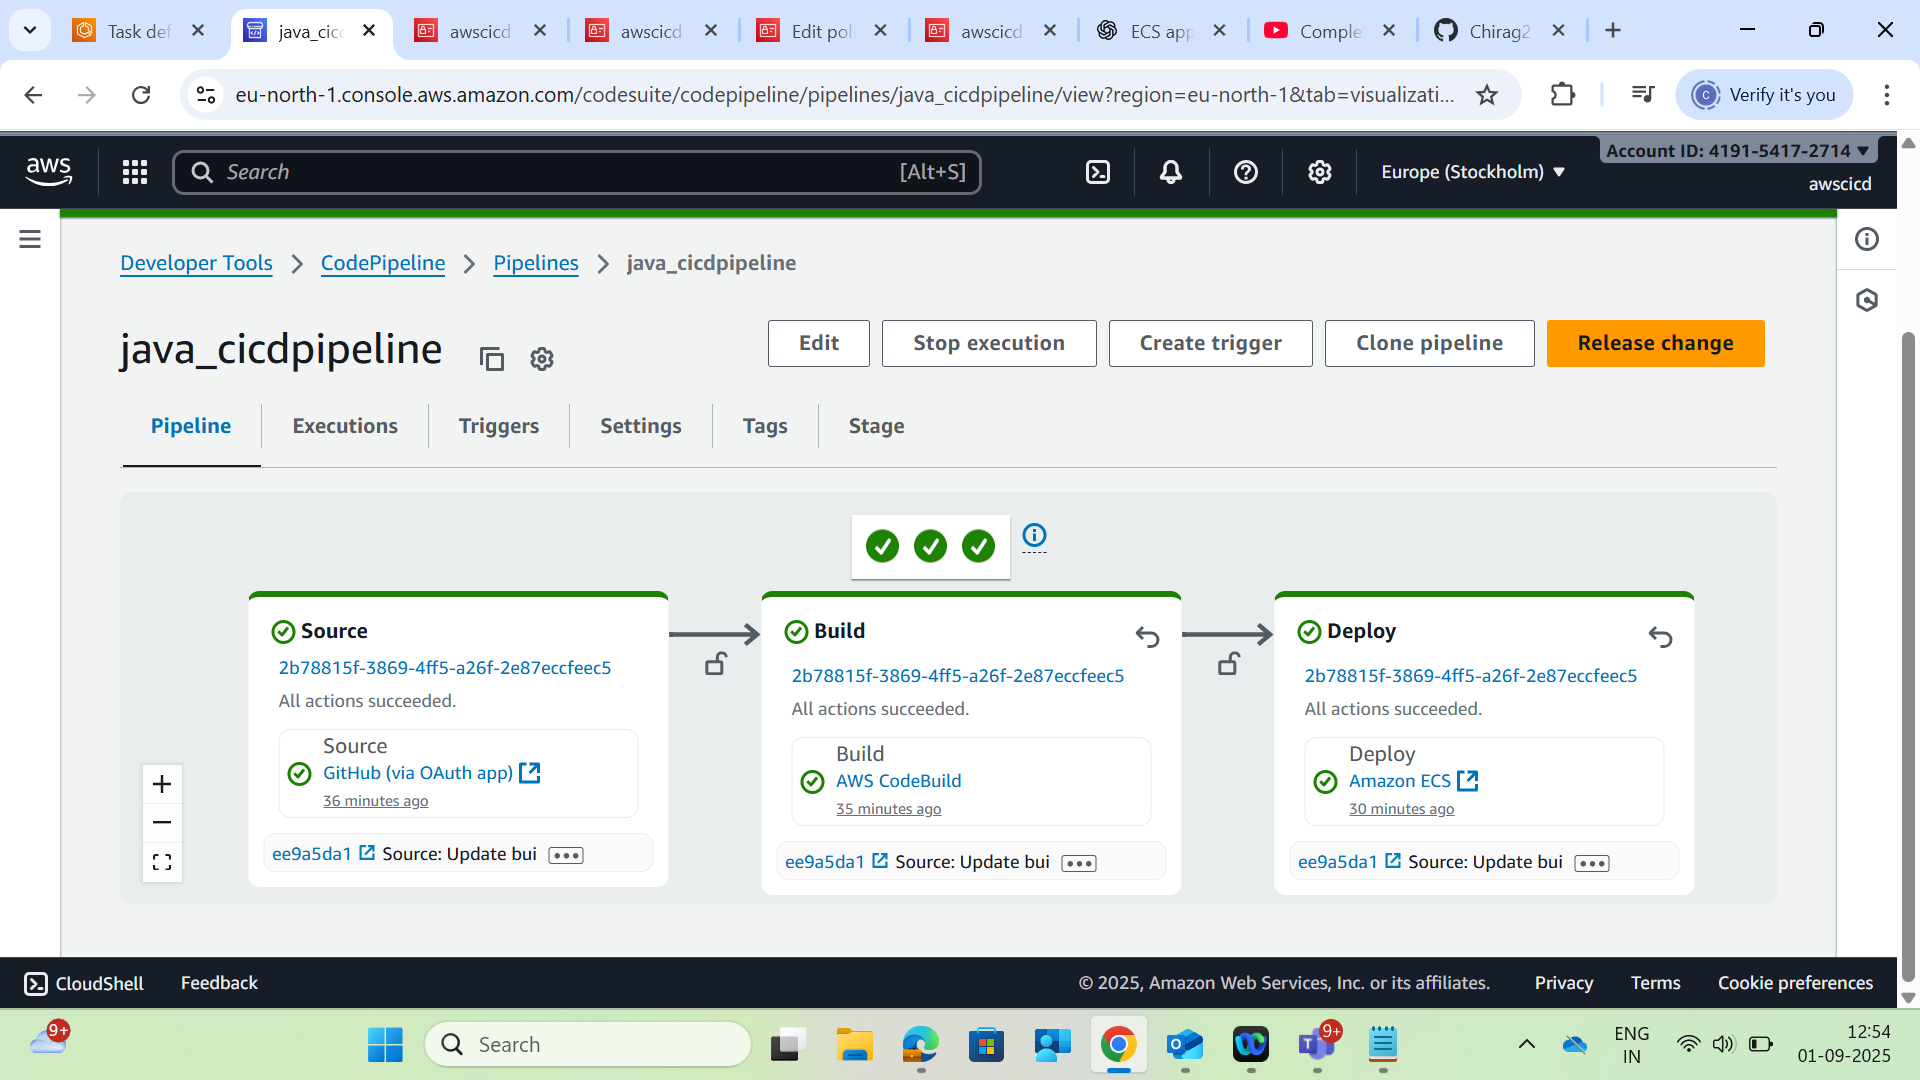 Task def
java_cicd
awscicd
awscicd
Edit poli
awscicd
ECS app
Comple
Chirag2
eu-north-1.console.aws.amazon.com/codesuite/codepipeline/pipelines/java_cicdpipeline/view?region=eu-north-1&tab=visualizati...
Verify it's you
aws
Search
[Alt+S]
Europe (Stockholm)
Account ID: 4191-5417-2714
awscicd
Developer Tools > CodePipeline > Pipelines > java_cicdpipeline
java_cicdpipeline
Edit
Stop execution
Create trigger
Clone pipeline
Release change
Pipeline
Executions
Triggers
Settings
Tags
Stage
Source
2b78815f-3869-4ff5-a26f-2e87eccfeec5
All actions succeeded.
Source
GitHub (via OAuth app)
36 minutes ago
ee9a5da1 Source: Update bui
Build
2b78815f-3869-4ff5-a26f-2e87eccfeec5
All actions succeeded.
Build
AWS CodeBuild
35 minutes ago
ee9a5da1 Source: Update bui
Deploy
2b78815f-3869-4ff5-a26f-2e87eccfeec5
All actions succeeded.
Deploy
Amazon ECS
30 minutes ago
ee9a5da1 Source: Update bui
CloudShell
Feedback
© 2025, Amazon Web Services, Inc. or its affiliates.
Privacy
Terms
Cookie preferences
9+
Search
9+
ENG
IN
12:54
01-09-2025